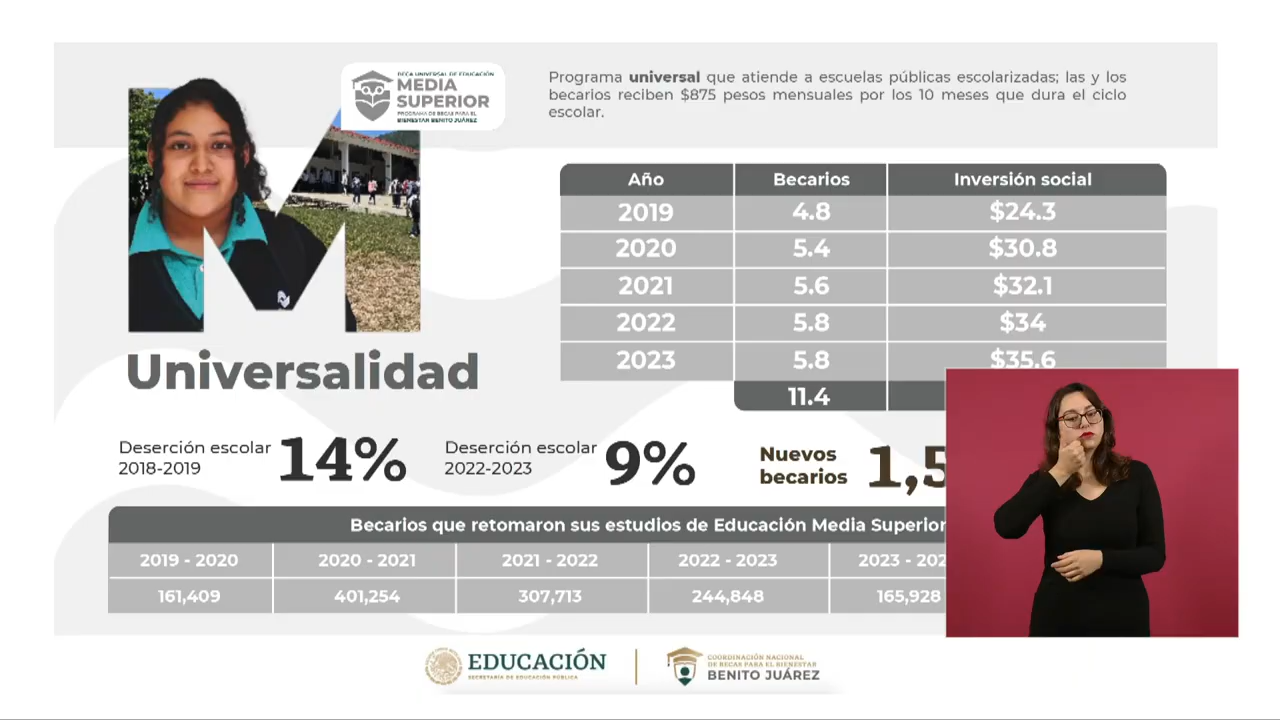 BECA UNIVERSAL DE EDUCACIÓN
MEDIA
SUPERIOR
PROGRAMA DE BECAS PARA EL
BIENESTAR BENITO JUÁREZ
Programa universal que atiende a escuelas públicas escolarizadas; las y los
becarios reciben $875 pesos mensuales por los 10 meses que dura el ciclo
escolar.
Año Becarios Inversión social
2019 4.8 $24.3
2020 5.4 $30.8
2021 5.6 $32.1
2022 5.8 $34
2023 5.8 $35.6
11.4
Universalidad
Deserción escolar
2018-2019
14%
Deserción escolar
2022-2023
9%
Nuevos
becarios
1,5
Becarios que retomaron sus estudios de Educación Media Superior
2019 - 2020 2020 - 2021 2021 - 2022 2022 - 2023 2023 - 202
161,409 401,254 307,713 244,848 165,928
EDUCACIÓN
SECRETARÍA DE EDUCACIÓN PÚBLICA
COORDINACIÓN NACIONAL
DE BECAS PARA EL BIENESTAR
BENITO JUÁREZ